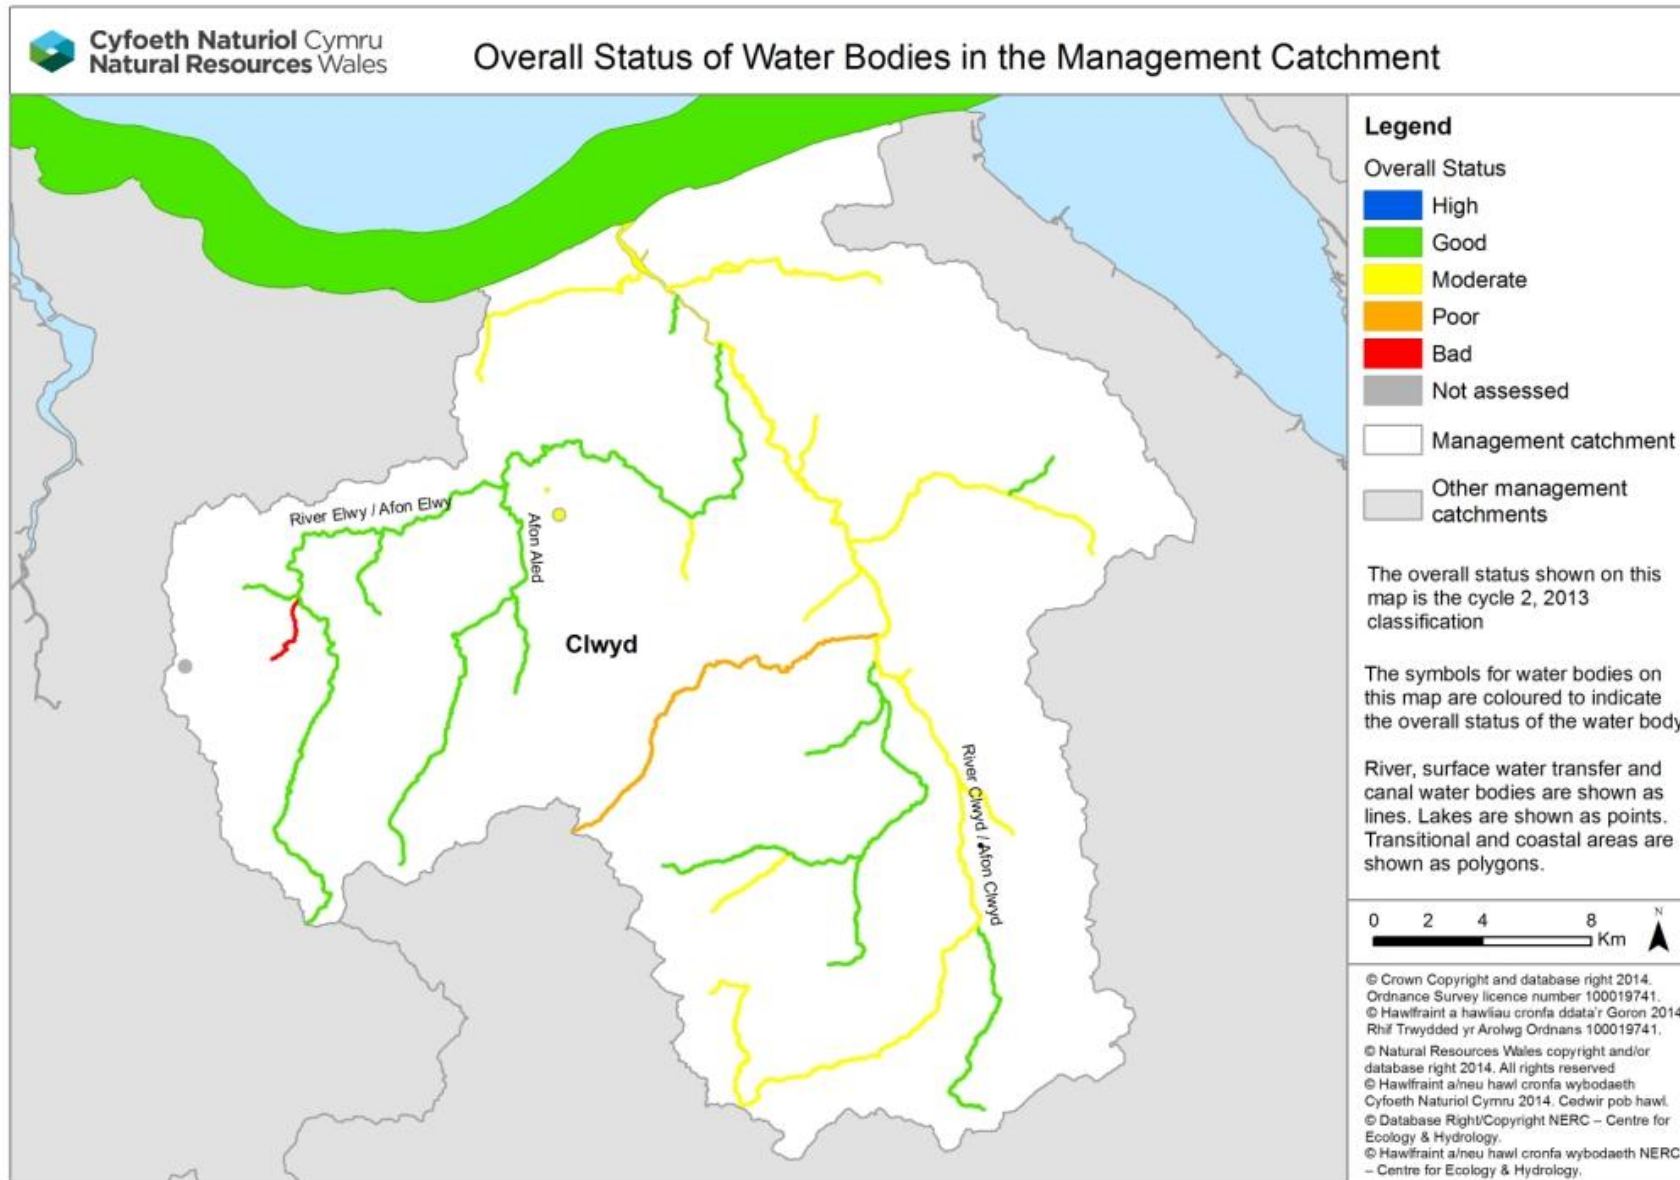 Cyfoeth Naturiol Cymru
Natural Resources Wales
Overall Status of Water Bodies in the Management Catchment
River Elwy / Afon Elwy
Afon Aled
Clwyd
River Clwyd / Afon Clwyd
Legend
Overall Status
High
Good
Moderate
Poor
Bad
Not assessed
Management catchment
Other management
catchments
The overall status shown on this
map is the cycle 2, 2013
classification
The symbols for water bodies on
this map are coloured to indicate
the overall status of the water body
River, surface water transfer and
canal water bodies are shown as
lines. Lakes are shown as points.
Transitional and coastal areas are
shown as polygons.
0 2 4 8
Km
N
© Crown Copyright and database right 2014.
Ordnance Survey licence number 100019741.
© Hawlfraint a hawliau cronfa ddata'r Goron 2014
Rhif Trwydded yr Arolwg Ordnans 100019741.
© Natural Resources Wales copyright and/or
database right 2014. All rights reserved
© Hawlfraint a/neu hawl cronfa wybodaeth
Cyfoeth Naturiol Cymru 2014. Cedwir pob hawl.
© Database Right/Copyright NERC – Centre for
Ecology & Hydrology.
© Hawlfraint a/neu hawl cronfa wybodaeth NERC
– Centre for Ecology & Hydrology.